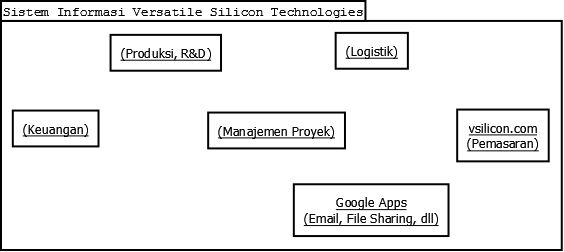 Sistem Informasi Versatile Silicon Technologies
(Produksi, R&D)
(Logistik)
(Keuangan)
(Manajemen Proyek)
vsilicon.com
(Pemasaran)
Google Apps
(Email, File Sharing, dll)